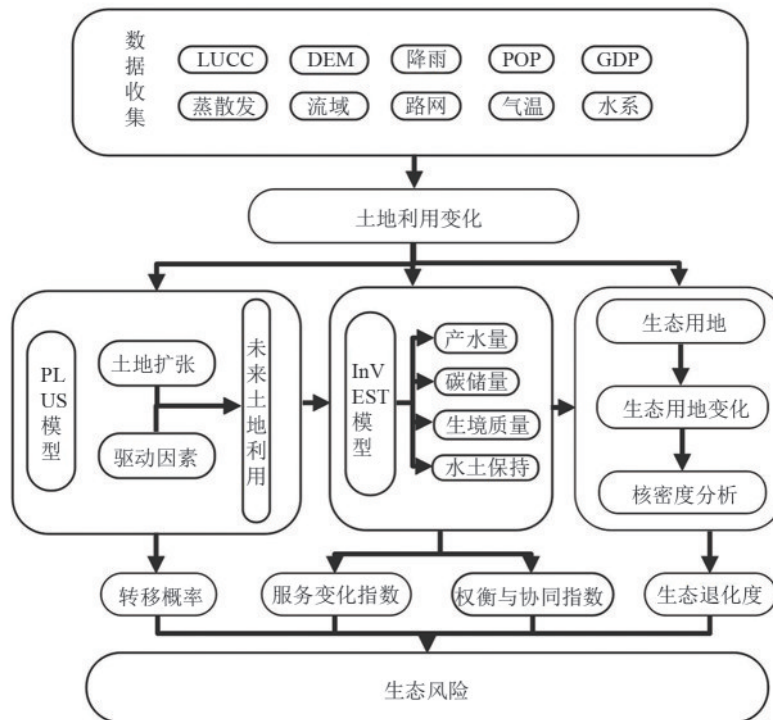 数据收集
LUCC DEM 降雨 POP GDP
蒸散发 流域 路网 气温 水系
土地利用变化
PL
US
模型
土地扩张
驱动因素
未来土地利用
InV
EST
模型
产水量
碳储量
生境质量
水土保持
生态用地
生态用地变化
核密度分析
转移概率 服务变化指数 权衡与协同指数 生态退化度
生态风险